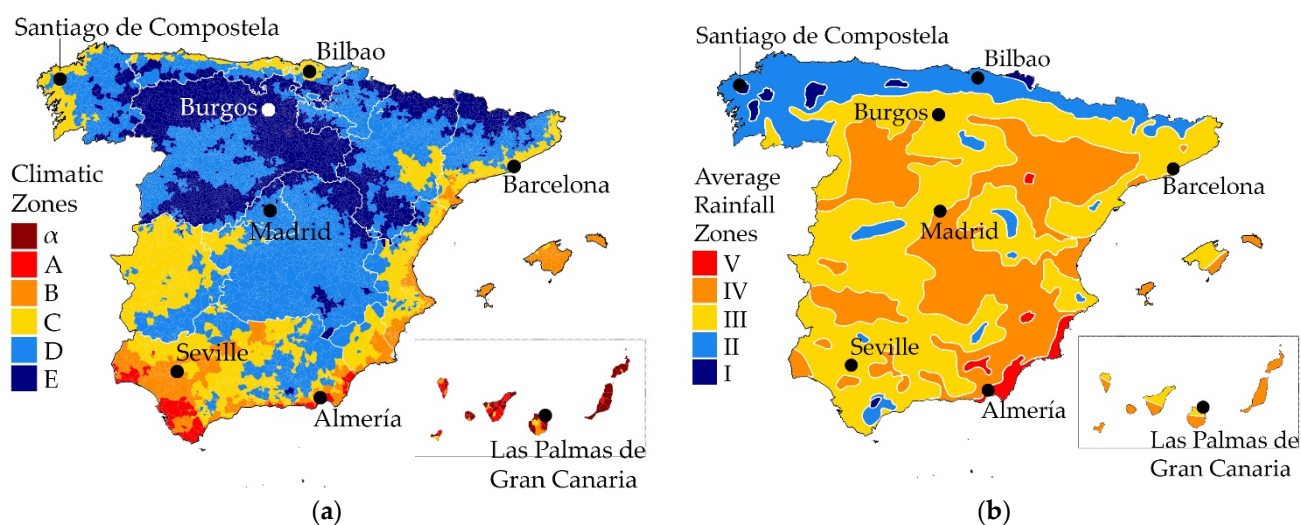 Santiago de Compostela
Bilbao
Burgos
Climatic
Zones
α
A
B
C
D
E
Barcelona
Madrid
Seville
Almería
Las Palmas de
Gran Canaria
(a)
Santiago de Compostela
Bilbao
Burgos
Average
Rainfall
Zones
V
IV
III
II
I
Barcelona
Madrid
Seville
Almería
Las Palmas de
Gran Canaria
(b)